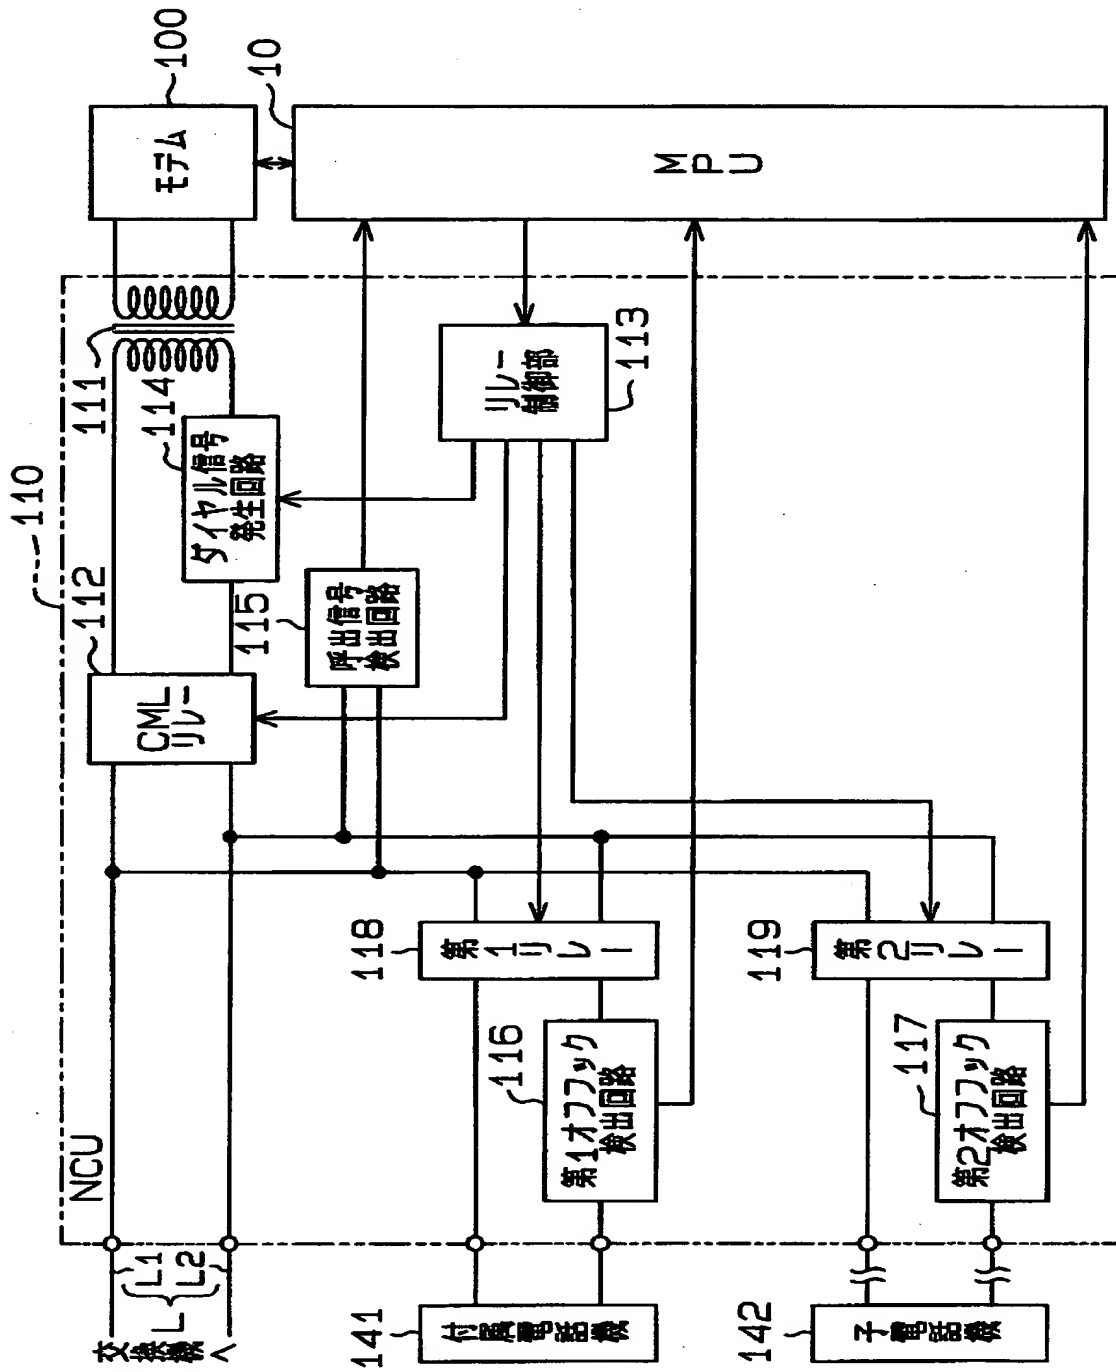 110
NCU
交換機へ
L
L1
L2
112
CML
リレー
114
ダイヤル信号
発生回路
111
モデム
100
115
呼出信号
検出回路
10
MPU
リレー
制御部
113
141
付属電話機
118
第1リレー
116
第1オフフック
検出回路
142
子電話機
119
第2リレー
117
第2オフフック
検出回路